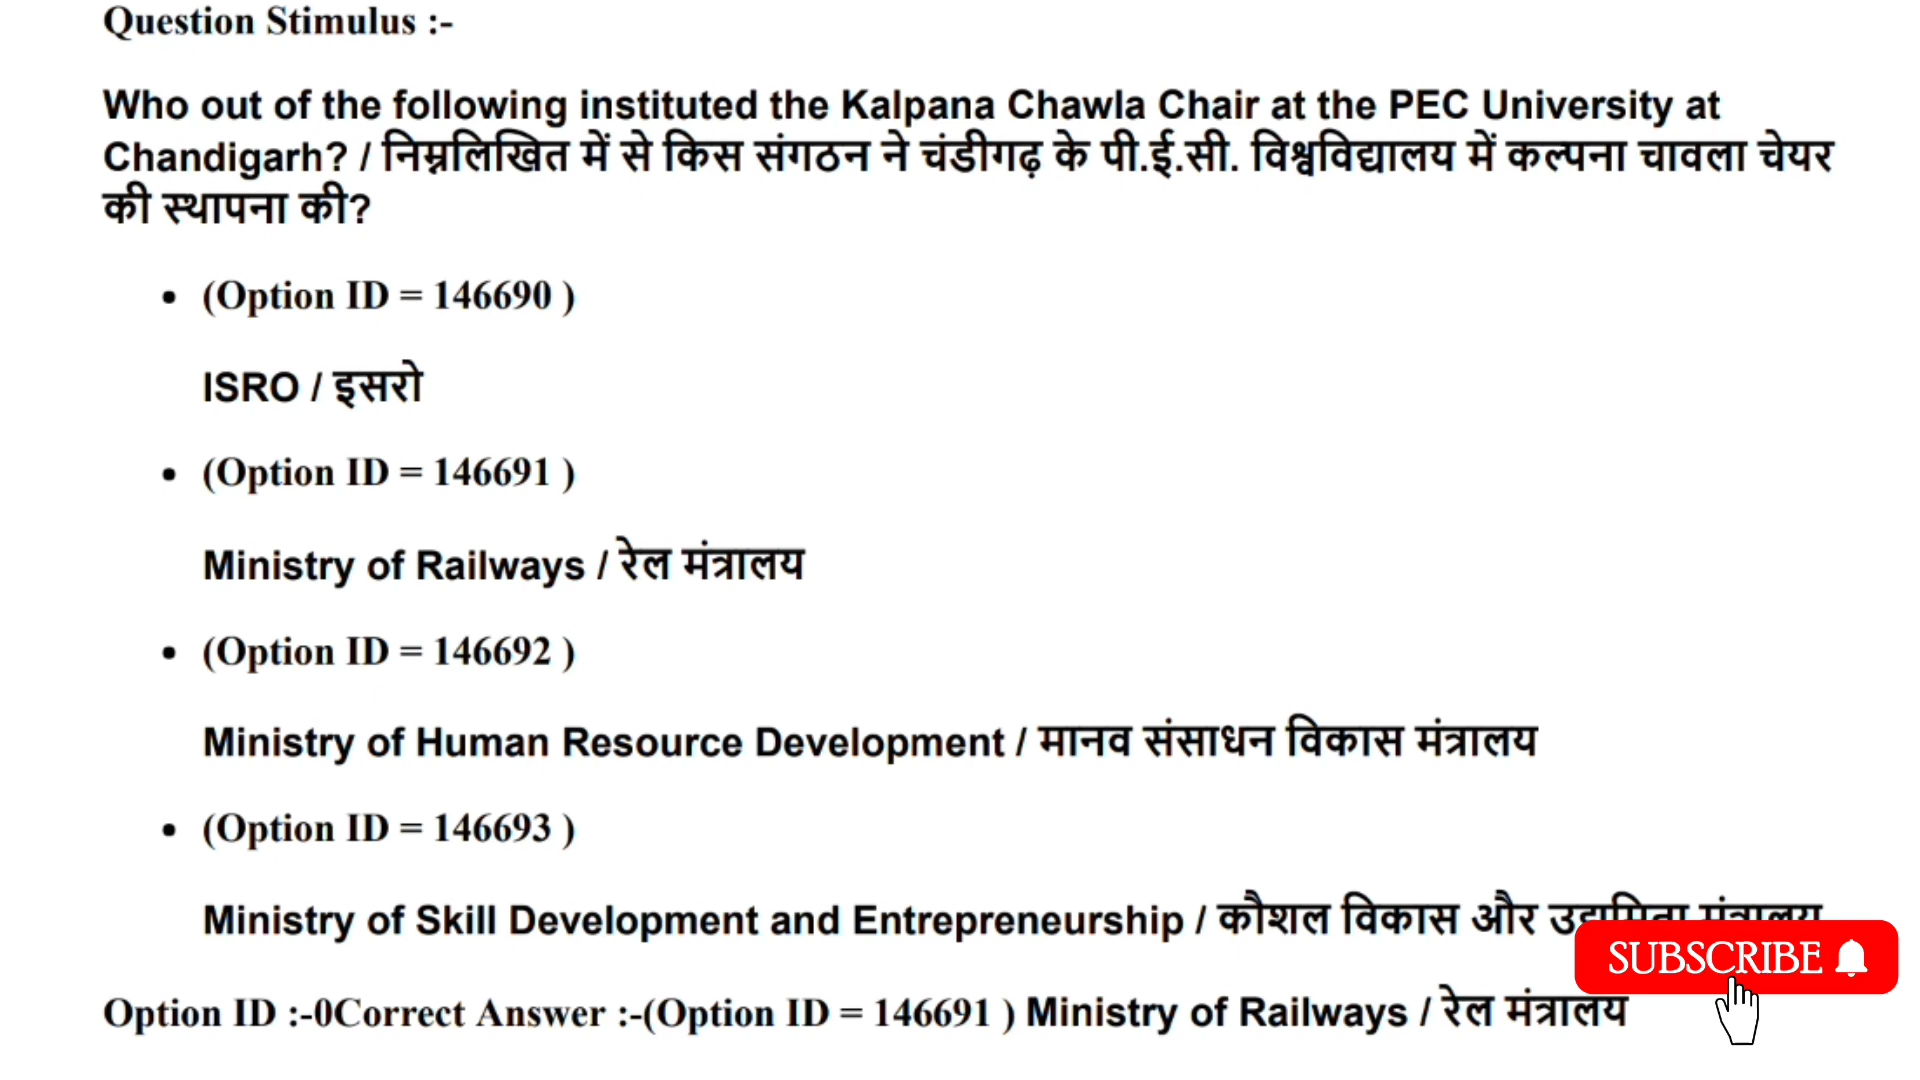 Question Stimulus :-
Who out of the following instituted the Kalpana Chawla Chair at the PEC University at
Chandigarh? / निम्नलिखित में से किस संगठन ने चंडीगढ़ के पी.ई.सी. विश्वविद्यालय में कल्पना चावला चेयर
की स्थापना की?
• (Option ID = 146690 )
ISRO / इसरो
• (Option ID = 146691 )
Ministry of Railways / रेल मंत्रालय
• (Option ID = 146692 )
Ministry of Human Resource Development / मानव संसाधन विकास मंत्रालय
• (Option ID = 146693 )
Ministry of Skill Development and Entrepreneurship / कौशल विकास और उद्यमिता मंत्रालय
SUBSCRIBE
Option ID :-0Correct Answer :-(Option ID = 146691 ) Ministry of Railways / रेल मंत्रालय